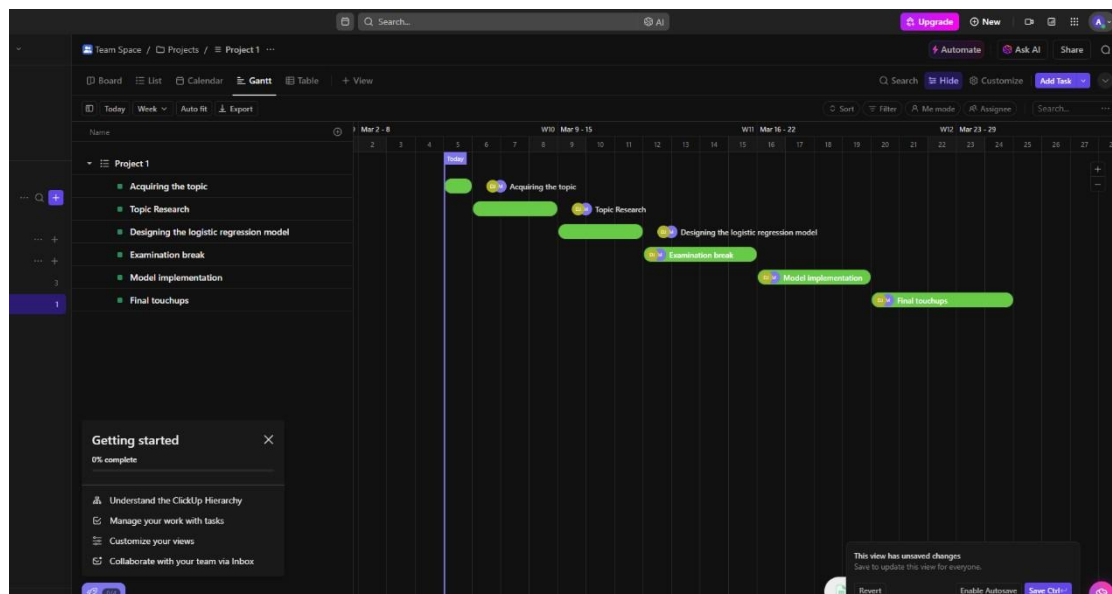 Search...
AI
Upgrade
New
Team Space / Projects / Project 1 ...
Automate
Ask AI
Share
Board
List
Calendar
Gantt
Table
+ View
Search
Hide
Customize
Add Task
Today
Week
Auto fit
Export
Sort
Filter
Me mode
Assignee
Search...
Name
Mar 2 - 8
W10 Mar 9 - 15
W11 Mar 16 - 22
W12 Mar 23 - 29
2 3 4 5 6 7 8 9 10 11 12 13 14 15 16 17 18 19 20 21 22 23 24 25 26 27
Today
Project 1
Acquiring the topic
Acquiring the topic
Topic Research
Topic Research
Designing the logistic regression model
Designing the logistic regression model
Examination break
Examination break
Model implementation
Model implementation
Final touchups
Final touchups
3
1
Getting started
0% complete
Understand the ClickUp Hierarchy
Manage your work with tasks
Customize your views
Collaborate with your team via Inbox
This view has unsaved changes
Save to update this view for everyone.
Revert
Enable Autosave
Save Ctrl+